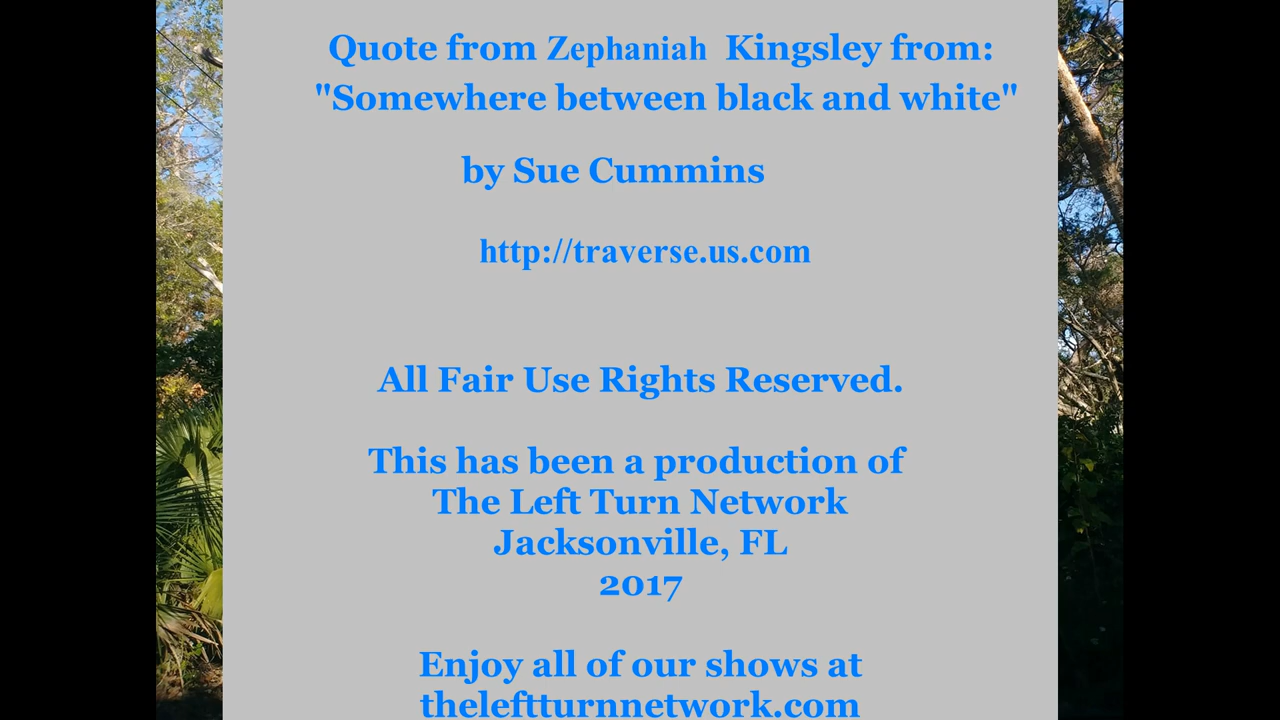 Quote from Zephaniah Kingsley from:
"Somewhere between black and white"
by Sue Cummins
http://traverse.us.com
All Fair Use Rights Reserved.
This has been a production of
The Left Turn Network
Jacksonville, FL
2017
Enjoy all of our shows at
theleftturnnetwork.com